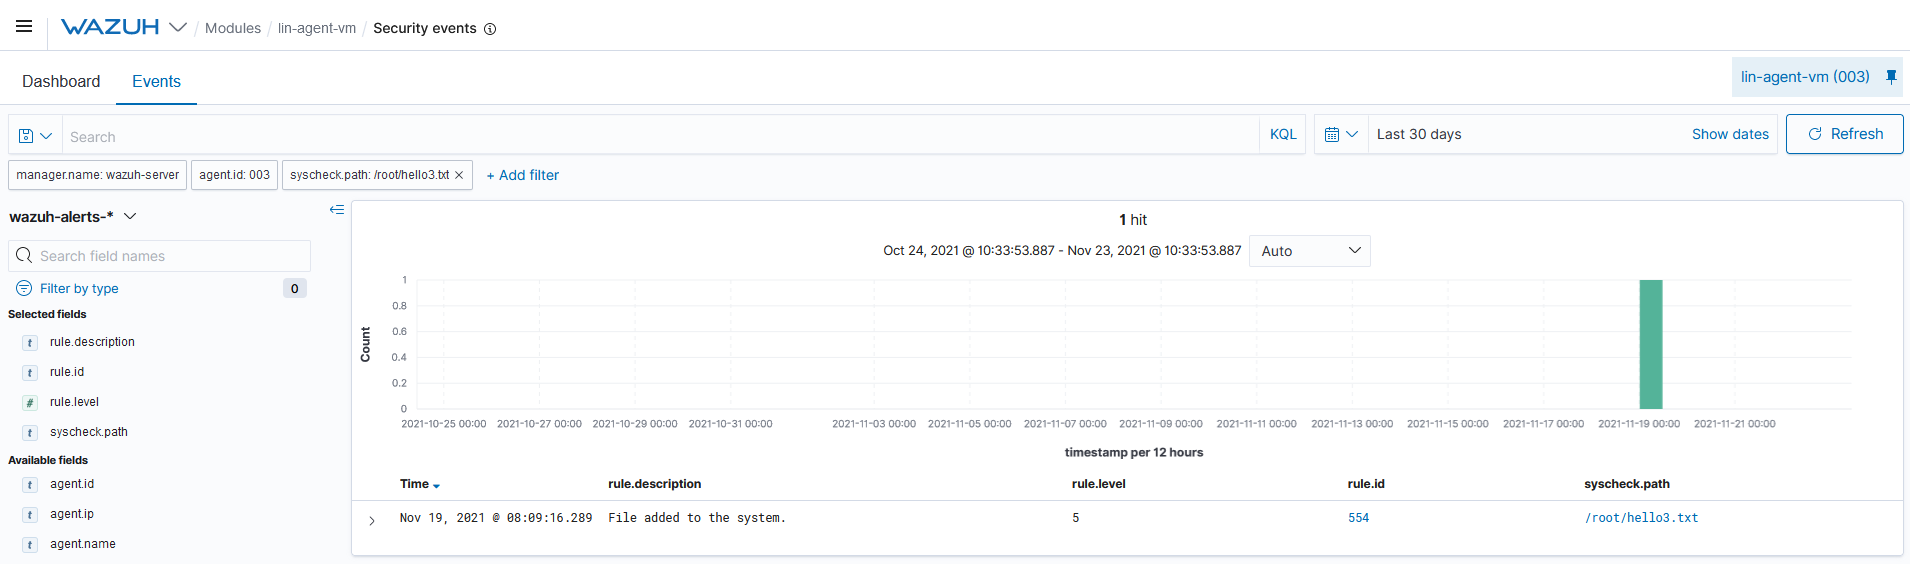 WAZUH / Modules / lin-agent-vm / Security events
Dashboard Events lin-agent-vm (003)
Search KQL Last 30 days Show dates Refresh
manager.name: wazuh-server agent.id: 003 syscheck.path: /root/hello3.txt × + Add filter
wazuh-alerts-*
Search field names
Filter by type 0
Selected fields
t rule.description
t rule.id
# rule.level
t syscheck.path
Available fields
t agent.id
t agent.ip
t agent.name
1 hit
Oct 24, 2021 @ 10:33:53.887 - Nov 23, 2021 @ 10:33:53.887 Auto
Count
1
0.8
0.6
0.4
0.2
0
2021-10-25 00:00 2021-10-27 00:00 2021-10-29 00:00 2021-10-31 00:00 2021-11-03 00:00 2021-11-05 00:00 2021-11-07 00:00 2021-11-09 00:00 2021-11-11 00:00 2021-11-13 00:00 2021-11-15 00:00 2021-11-17 00:00 2021-11-19 00:00 2021-11-21 00:00
timestamp per 12 hours
Time rule.description rule.level rule.id syscheck.path
Nov 19, 2021 @ 08:09:16.289 File added to the system. 5 554 /root/hello3.txt